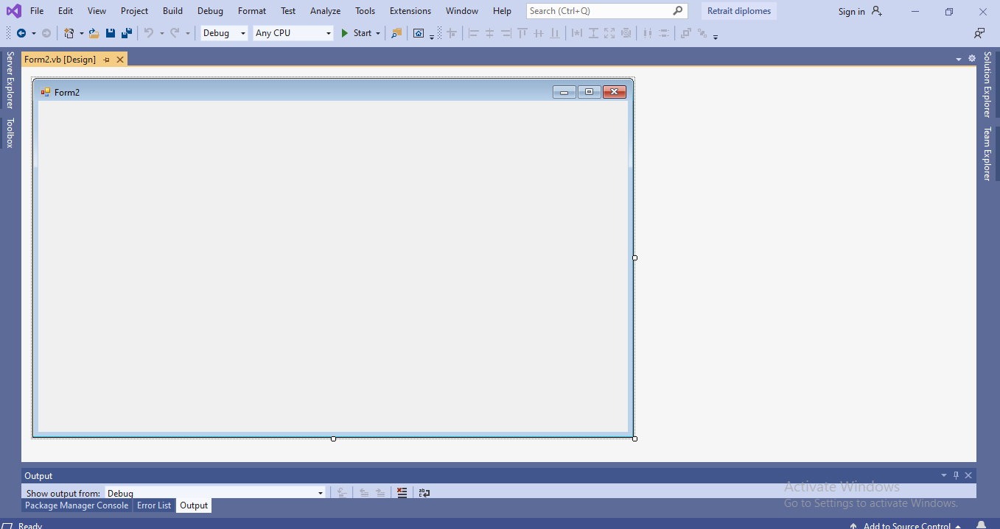 File Edit View Project Build Debug Format Test Analyze Tools Extensions Window Help Search (Ctrl+Q) Retrait diplomes Sign in
Debug Any CPU Start
Server Explorer
Toolbox
Form2.vb [Design]
Form2
Solution Explorer
Team Explorer
Output
Show output from: Debug
Activate Windows
Go to Settings to activate Windows.
Package Manager Console Error List Output
Ready Add to Source Control